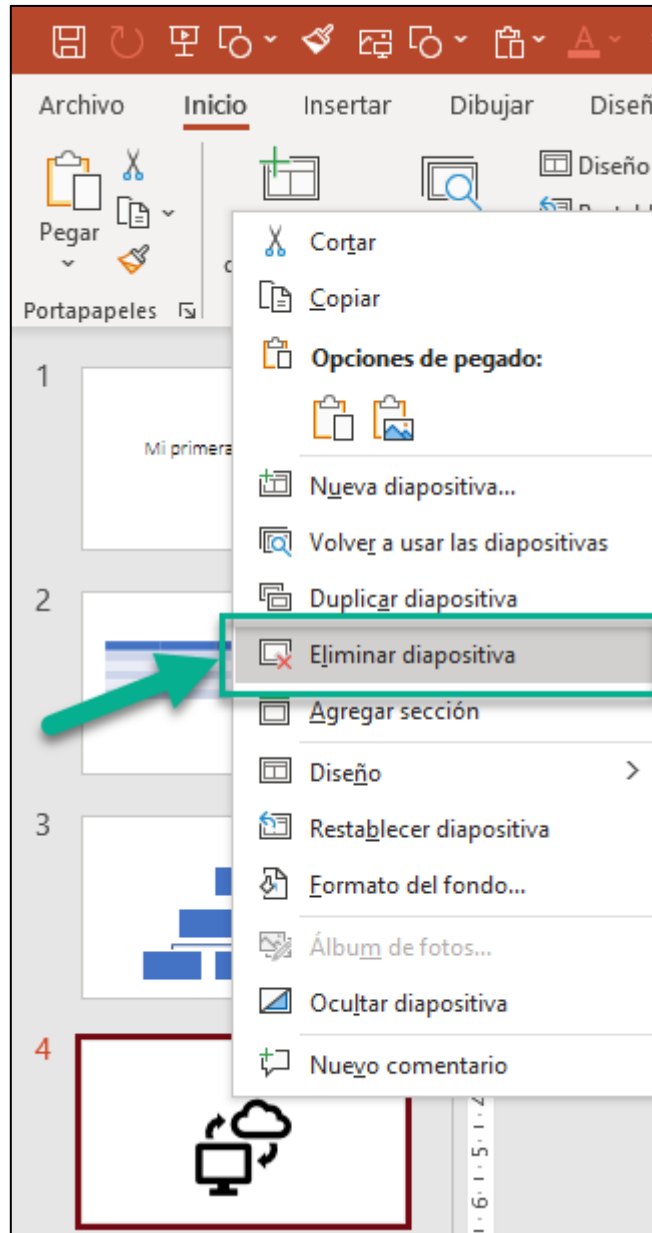 Archivo Inicio Insertar Dibujar Diseñ
Diseño
Pegar
Portapapeles
Cortar
Copiar
Opciones de pegado:
1
Mi primera
Nueva diapositiva...
Volver a usar las diapositivas
2
Duplicar diapositiva
Eliminar diapositiva
Agregar sección
Diseño
3
Restablecer diapositiva
Formato del fondo...
Álbum de fotos...
Ocultar diapositiva
4
Nuevo comentario